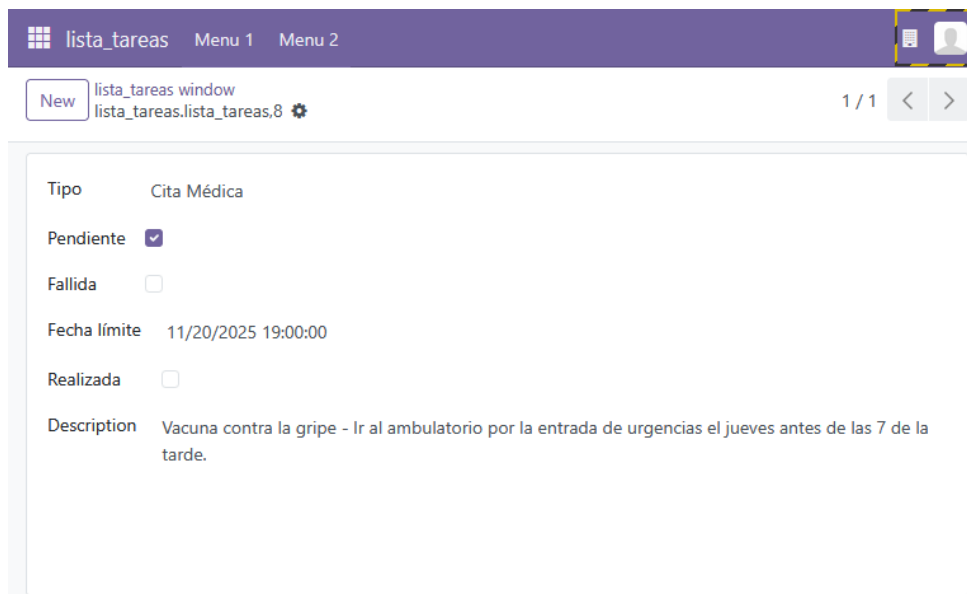 lista_tareas Menu 1 Menu 2
New
lista_tareas window
lista_tareas.lista_tareas,8
1 / 1
Tipo Cita Médica
Pendiente
Fallida
Fecha límite 11/20/2025 19:00:00
Realizada
Description Vacuna contra la gripe - Ir al ambulatorio por la entrada de urgencias el jueves antes de las 7 de la
tarde.